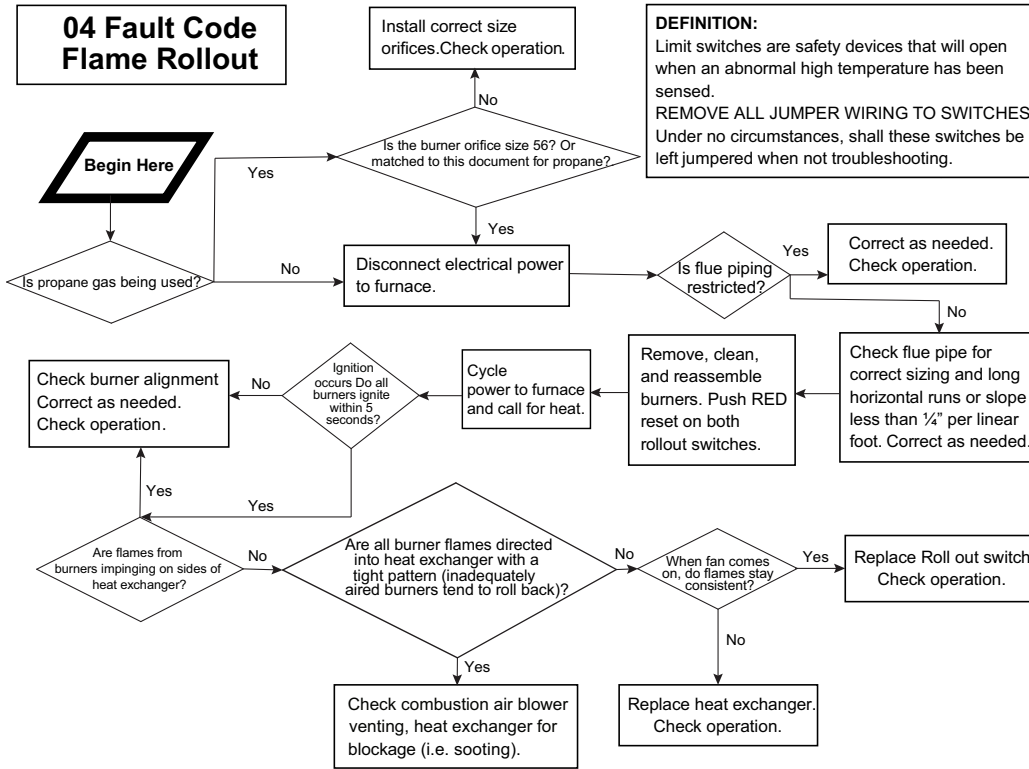 04 Fault Code
Flame Rollout
Install correct size
orifices.Check operation.
DEFINITION:
Limit switches are safety devices that will open
when an abnormal high temperature has been
sensed.
REMOVE ALL JUMPER WIRING TO SWITCHES
Under no circumstances, shall these switches be
left jumpered when not troubleshooting.
No
Begin Here
Yes
Is the burner orifice size 56? Or
matched to this document for propane?
Yes
Is propane gas being used?
No
Disconnect electrical power
to furnace.
Is flue piping
restricted?
Yes
Correct as needed.
Check operation.
No
Check flue pipe for
correct sizing and long
horizontal runs or slope
less than ¼” per linear
foot. Correct as needed.
Remove, clean,
and reassemble
burners. Push RED
reset on both
rollout switches.
Cycle
power to furnace
and call for heat.
Ignition
occurs Do all
burners ignite
within 5
seconds?
No
Check burner alignment
Correct as needed.
Check operation.
Yes
Yes
Are flames from
burners impinging on sides of
heat exchanger?
No
Are all burner flames directed
into heat exchanger with a
tight pattern (inadequately
aired burners tend to roll back)?
No
When fan comes
on, do flames stay
consistent?
Yes
Replace Roll out switch
Check operation.
Yes
No
Check combustion air blower
venting, heat exchanger for
blockage (i.e. sooting).
Replace heat exchanger.
Check operation.